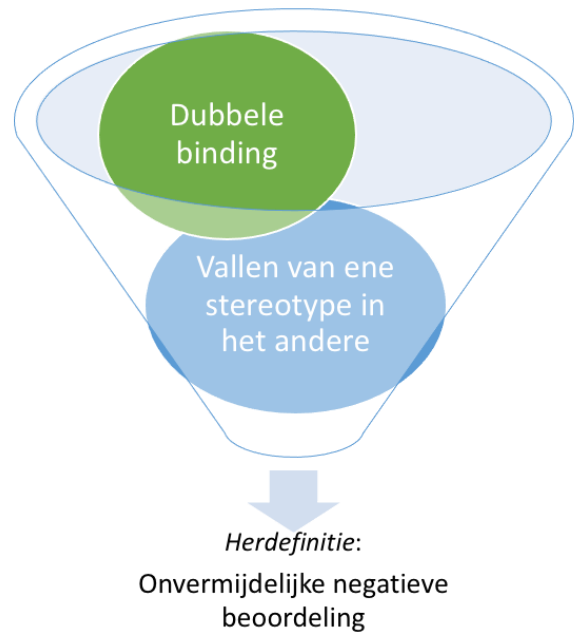 Dubbele
binding
Vallen van ene
stereotype in
het andere
Herdefinitie:
Onvermijdelijke negatieve
beoordeling